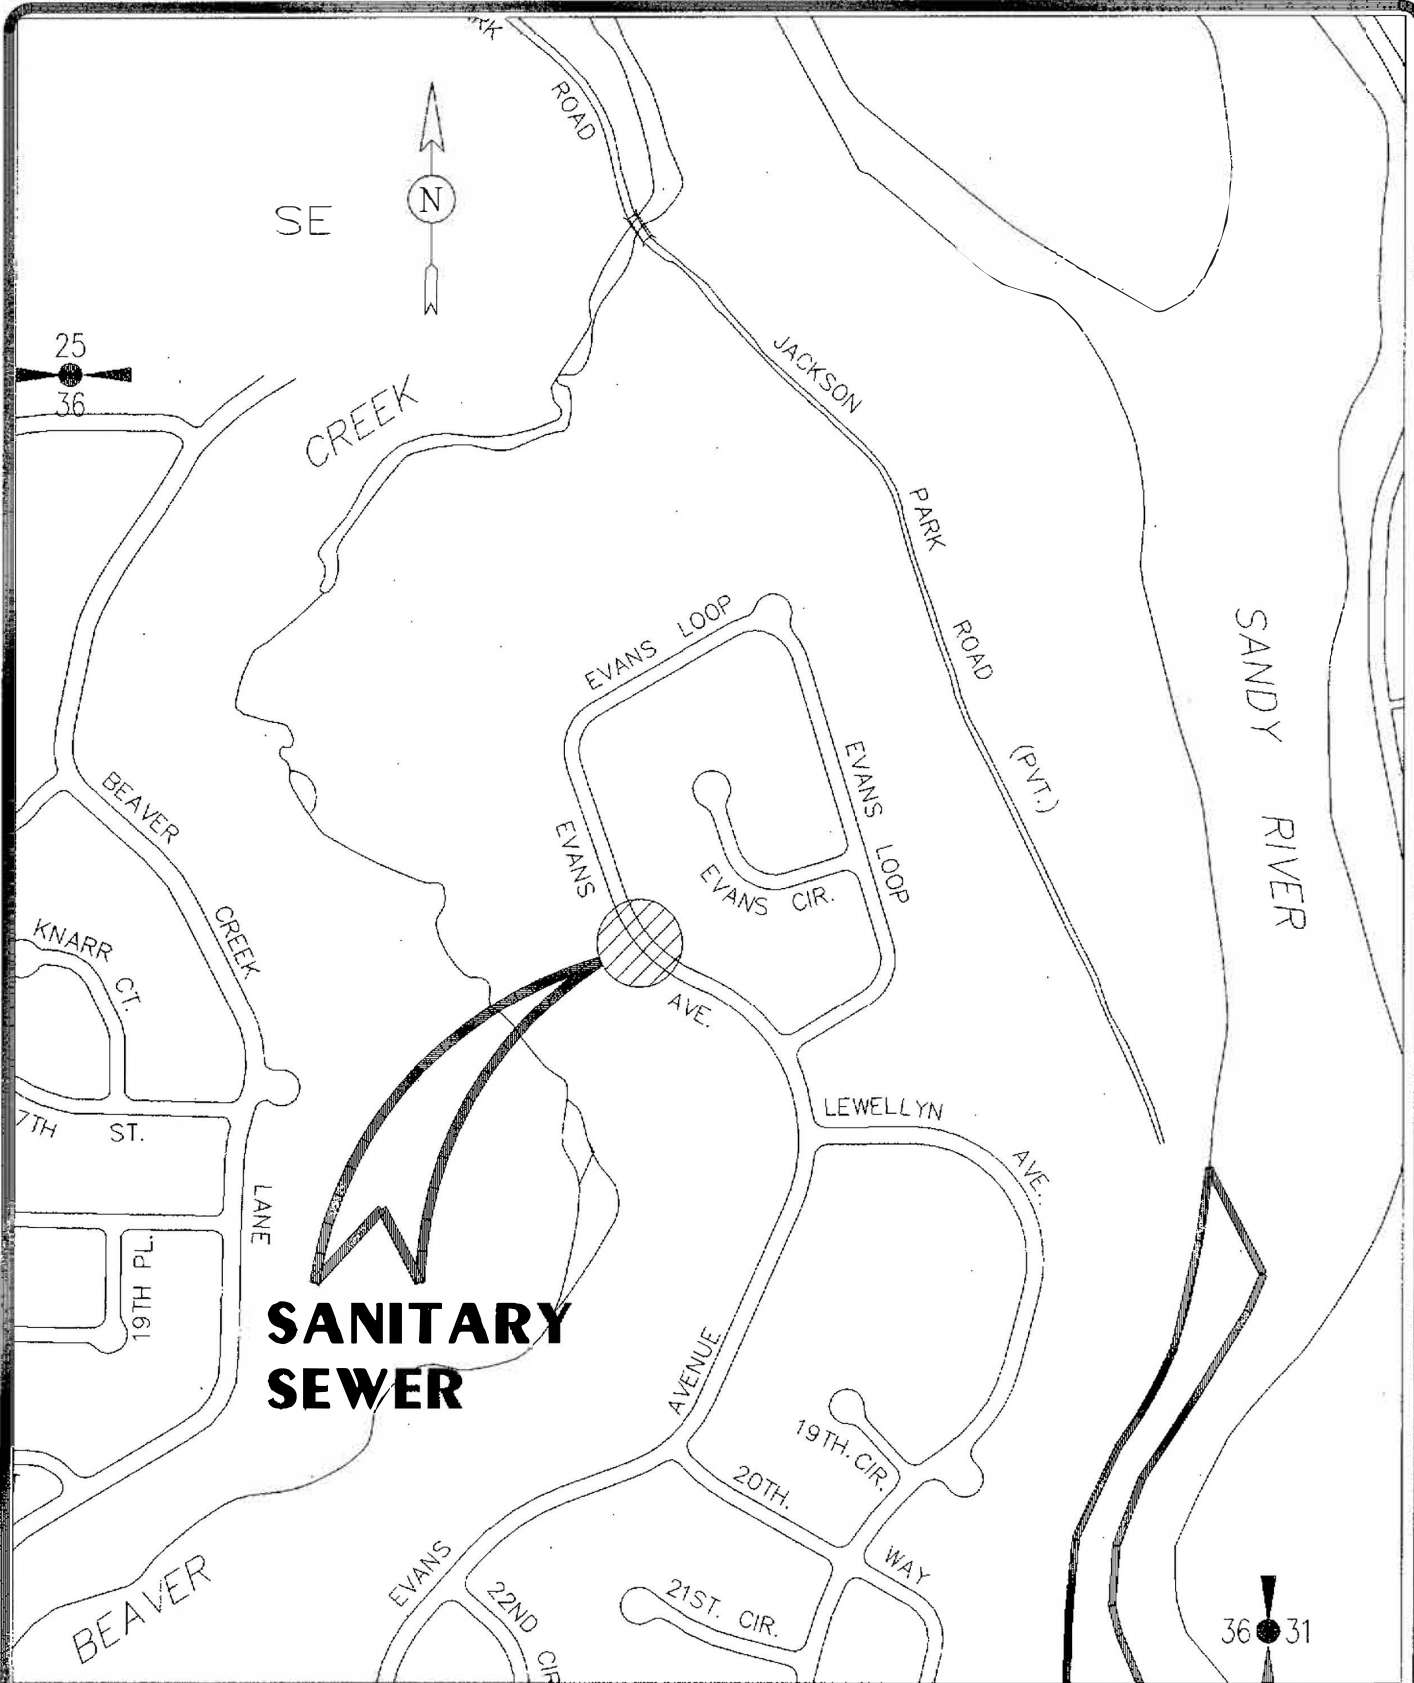 ROAD
N
SE
25
36
CREEK
JACKSON
PARK
ROAD
(PVT.)
SANDY
RIVER
EVANS LOOP
EVANS LOOP
EVANS
AVE.
EVANS CIR.
BEAVER
CREEK
LANE
KNARR CT.
7TH ST.
19TH PL.
LEWELLYN
AVE.
SANITARY
SEWER
AVENUE
19TH. CIR.
20TH.
WAY
EVANS
22ND CIR
21ST. CIR.
BEAVER
36 31